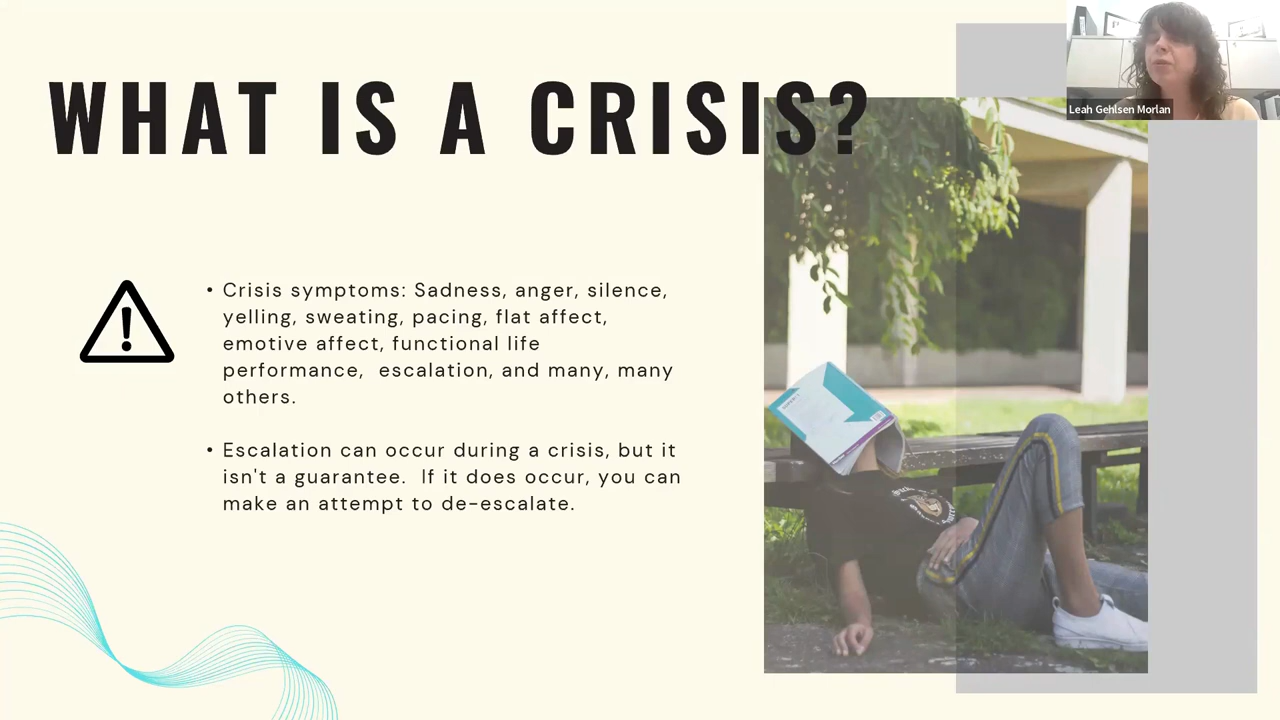 WHAT IS A CRISIS?
Leah Gehlsen Morlan
• Crisis symptoms: Sadness, anger, silence,
yelling, sweating, pacing, flat affect,
emotive affect, functional life
performance,  escalation, and many, many
others.
• Escalation can occur during a crisis, but it
isn't a guarantee.  If it does occur, you can
make an attempt to de-escalate.